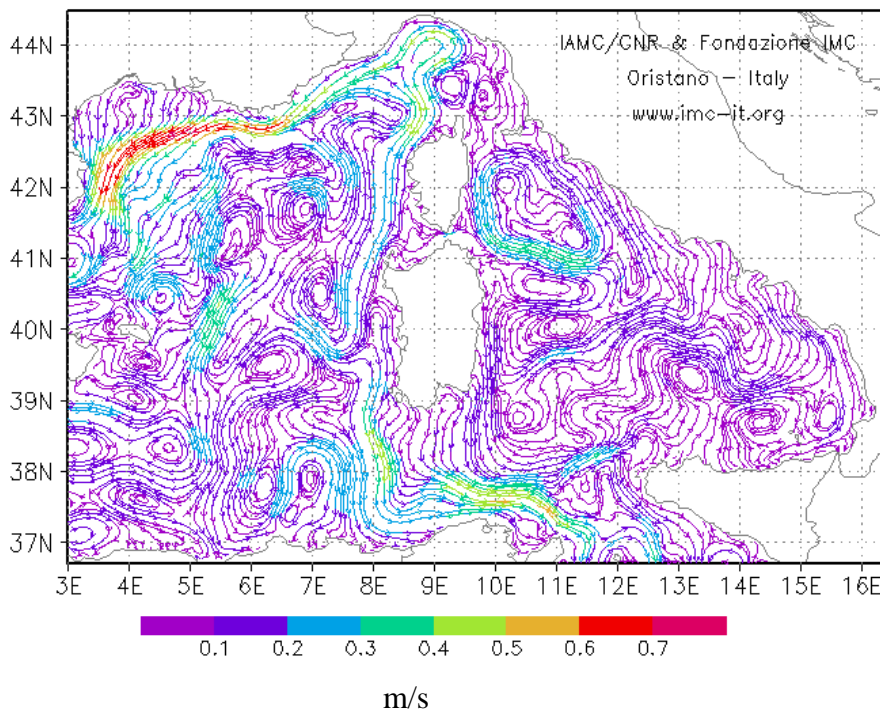 44N
IAMC/CNR & Fondazione IMC
Oristano – Italy
43N
www.imc-it.org
42N
41N
40N
39N
38N
37N
3E 4E 5E 6E 7E 8E 9E 10E 11E 12E 13E 14E 15E 16E
0.1 0.2 0.3 0.4 0.5 0.6 0.7
m/s